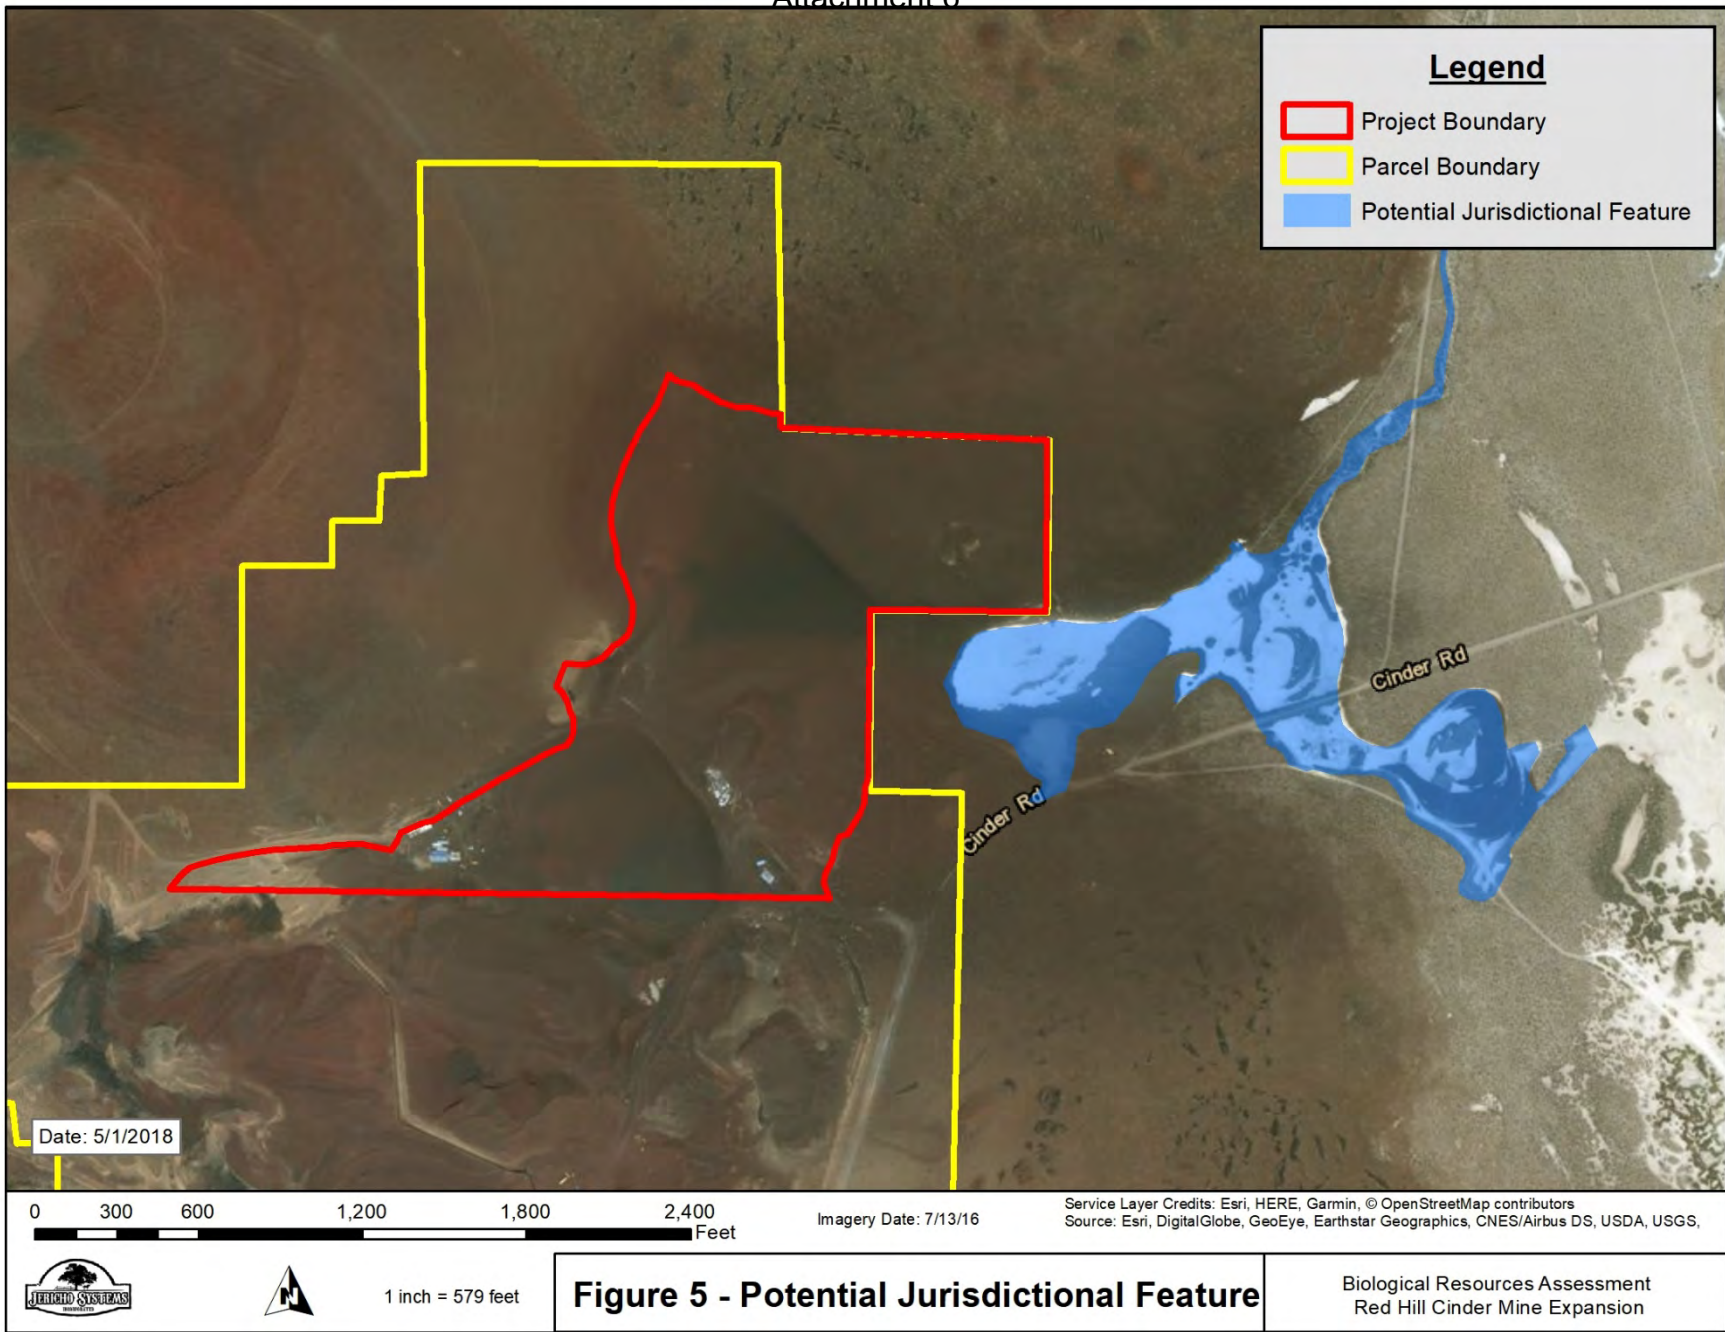 Attachment 6
Legend
Project Boundary
Parcel Boundary
Potential Jurisdictional Feature
Cinder Rd
Cinder Rd
Date: 5/1/2018
0 300 600 1,200 1,800 2,400
Feet
Imagery Date: 7/13/16
Service Layer Credits: Esri, HERE, Garmin, © OpenStreetMap contributors
Source: Esri, DigitalGlobe, GeoEye, Earthstar Geographics, CNES/Airbus DS, USDA, USGS,
JERICHO SYSTEMS
INCORPORATED
N
1 inch = 579 feet
Figure 5 - Potential Jurisdictional Feature
Biological Resources Assessment
Red Hill Cinder Mine Expansion